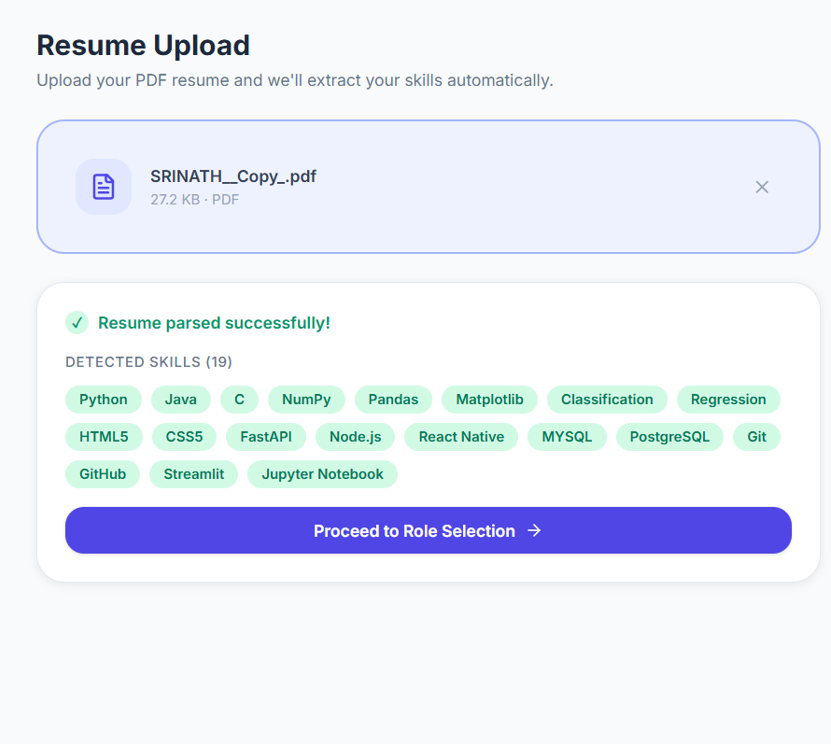 Resume Upload
Upload your PDF resume and we'll extract your skills automatically.
SRINATH__Copy_.pdf
27.2 KB · PDF
Resume parsed successfully!
DETECTED SKILLS (19)
Python Java C NumPy Pandas Matplotlib Classification Regression
HTML5 CSS5 FastAPI Node.js React Native MYSQL PostgreSQL Git
GitHub Streamlit Jupyter Notebook
Proceed to Role Selection →